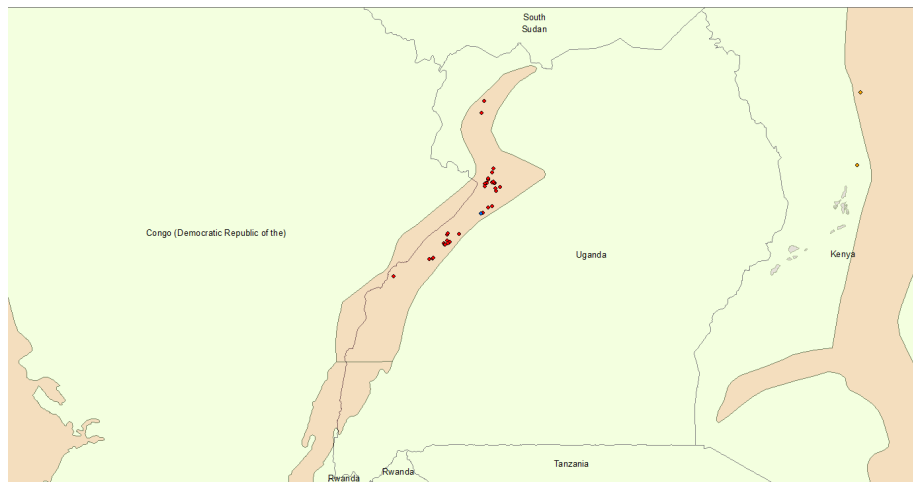 South
Sudan
Congo (Democratic Republic of the)
Uganda
Kenya
Tanzania
Rwanda
Rwanda